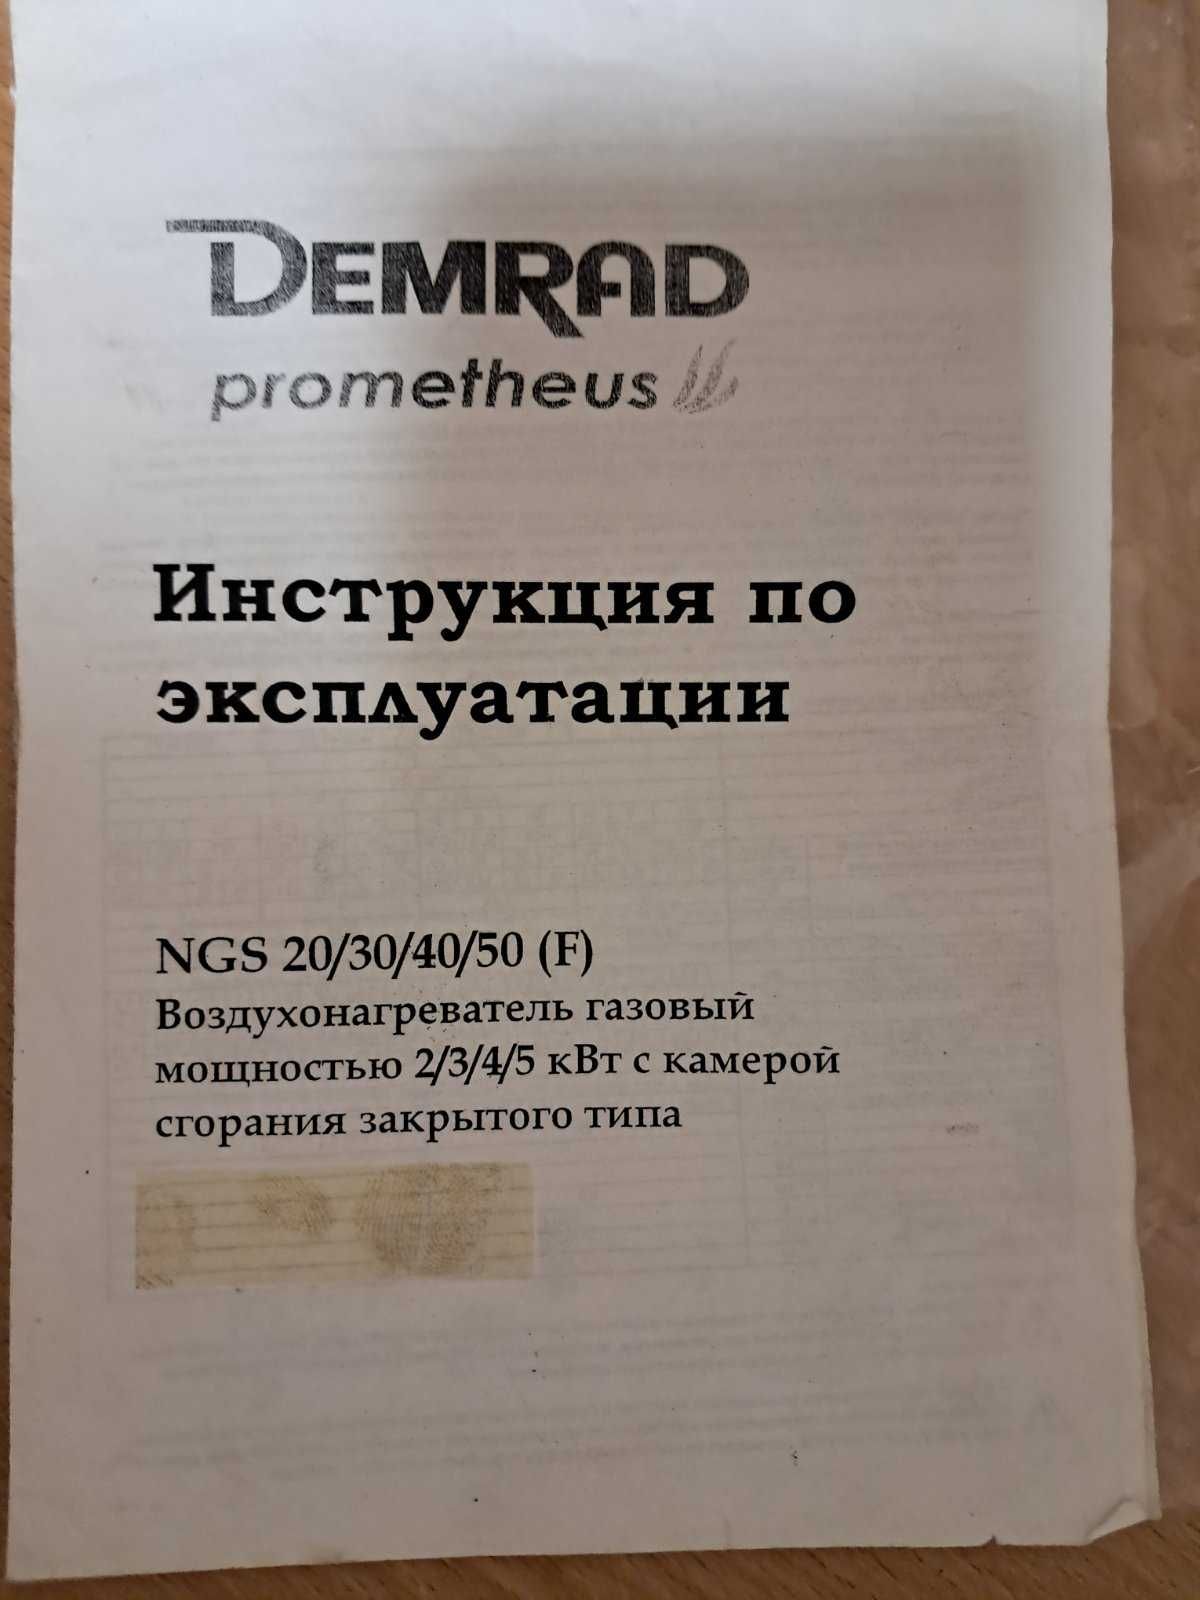 DEMRAD
prometheus
Инструкция по
эксплуатации
NGS 20/30/40/50 (F)
Воздухонагреватель газовый
мощностью 2/3/4/5 кВт с камерой
сгорания закрытого типа